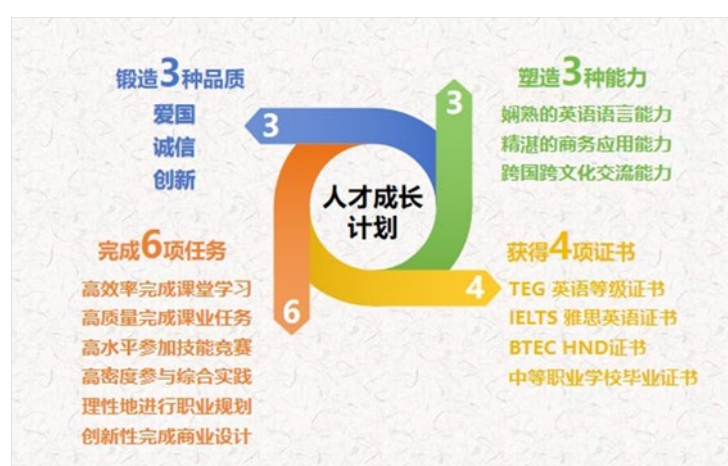 锻造3种品质
爱国
诚信
创新
3
塑造3种能力
娴熟的英语语言能力
精湛的商务应用能力
跨国跨文化交流能力
3
人才成长
计划
完成6项任务
高效率完成课堂学习
高质量完成课业任务
高水平参加技能竞赛
高密度参与综合实践
理性地进行职业规划
创新性完成商业设计
6
获得4项证书
TEG 英语等级证书
IELTS 雅思英语证书
BTEC HND证书
中等职业学校毕业证书
4